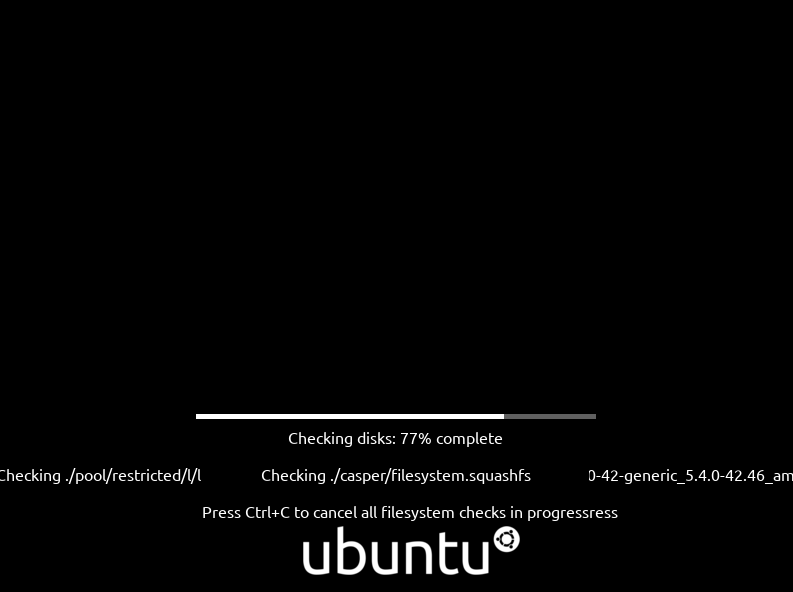 Checking disks: 77% complete
Checking ./pool/restricted/l/l Checking ./casper/filesystem.squashfs 0-42-generic_5.4.0-42.46_am
Press Ctrl+C to cancel all filesystem checks in progressress
ubuntu